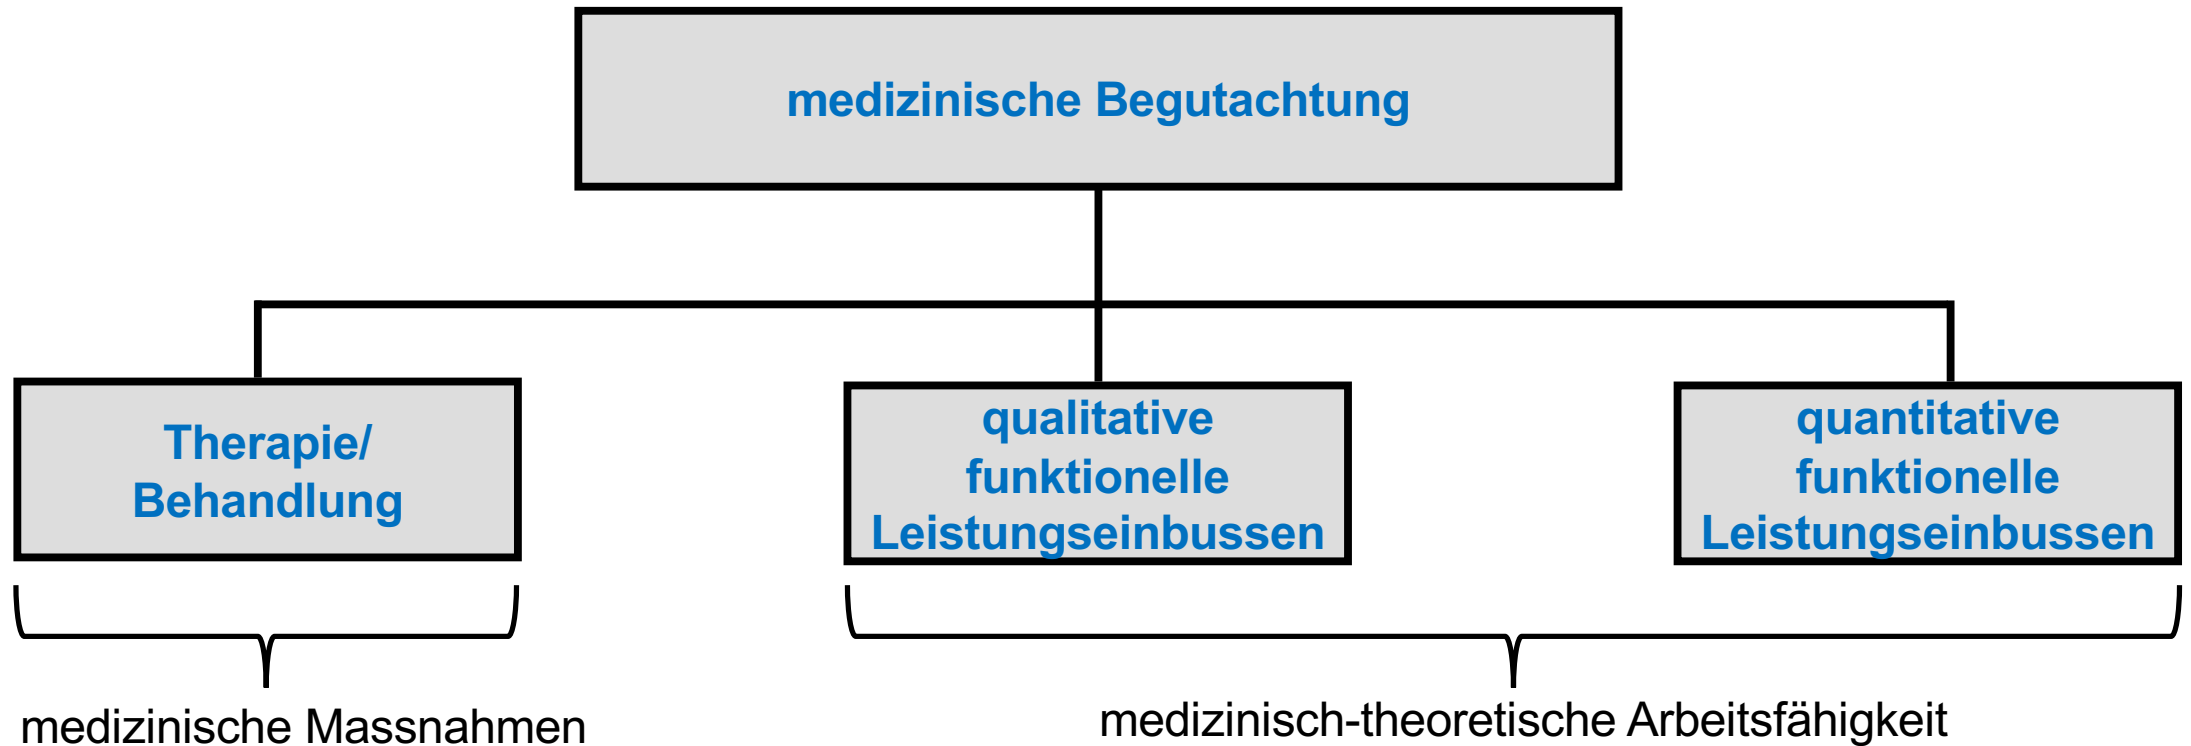 medizinische Begutachtung
Therapie/
Behandlung
qualitative
funktionelle
Leistungseinbussen
quantitative
funktionelle
Leistungseinbussen
medizinische Massnahmen
medizinisch-theoretische Arbeitsfähigkeit